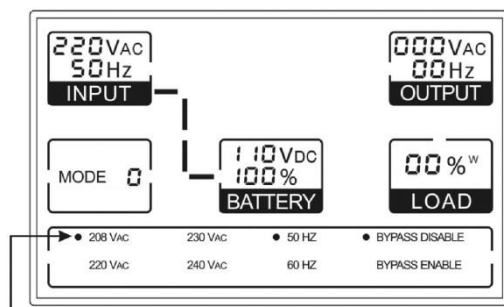 220VAC
50HZ
INPUT
000VAC
00HZ
OUTPUT
MODE 0
110VDC
100%
BATTERY
00%W
LOAD
208 VAC 230 VAC 50 HZ BYPASS DISABLE
220 VAC 240 VAC 60 HZ BYPASS ENABLE